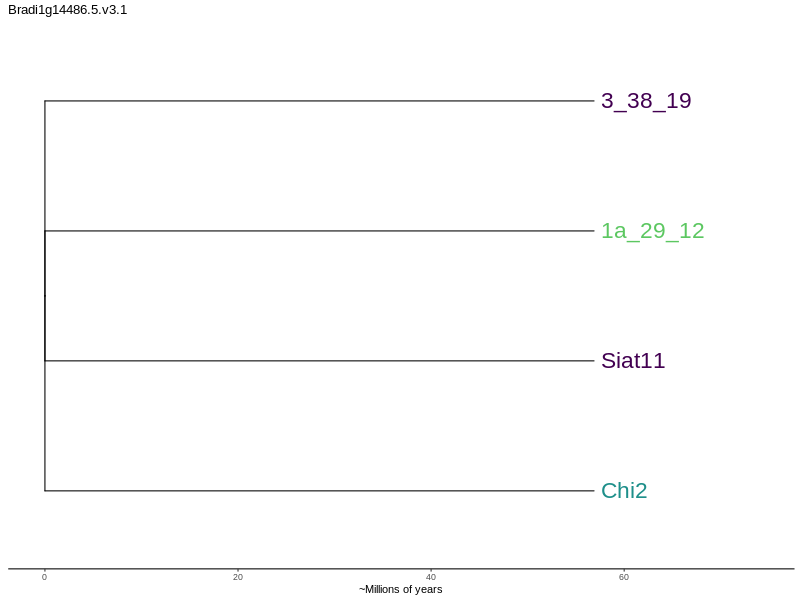 Bradi1g14486.5.v3.1
3_38_19
1a_29_12
Siat11
Chi2
0 20 40 60
~Millions of years